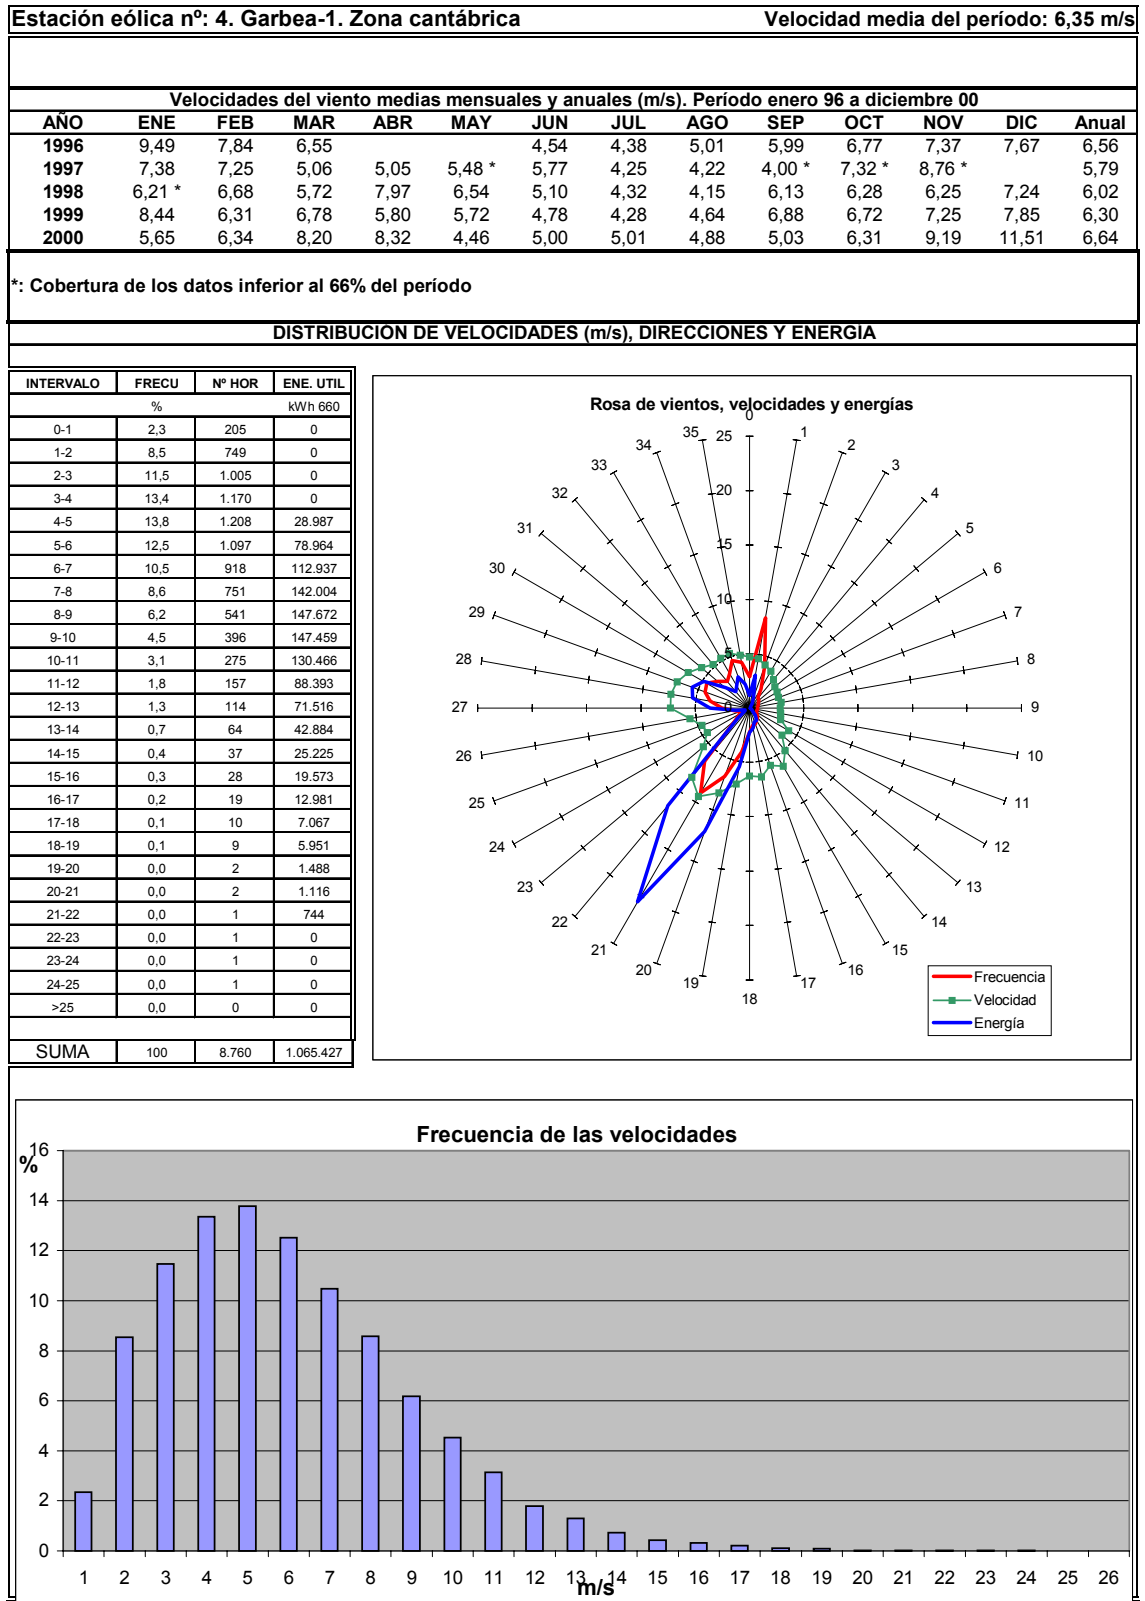 Estación eólica nº: 4. Garbea-1. Zona cantábrica Velocidad media del período: 6,35 m/s
Velocidades del viento medias mensuales y anuales (m/s). Período enero 96 a diciembre 00
AÑO ENE FEB MAR ABR MAY JUN JUL AGO SEP OCT NOV DIC Anual
1996 9,49 7,84 6,55 4,54 4,38 5,01 5,99 6,77 7,37 7,67 6,56
1997 7,38 7,25 5,06 5,05 5,48 * 5,77 4,25 4,22 4,00 * 7,32 * 8,76 * 5,79
1998 6,21 * 6,68 5,72 7,97 6,54 5,10 4,32 4,15 6,13 6,28 6,25 7,24 6,02
1999 8,44 6,31 6,78 5,80 5,72 4,78 4,28 4,64 6,88 6,72 7,25 7,85 6,30
2000 5,65 6,34 8,20 8,32 4,46 5,00 5,01 4,88 5,03 6,31 9,19 11,51 6,64
*: Cobertura de los datos inferior al 66% del período
DISTRIBUCIÓN DE VELOCIDADES (m/s), DIRECCIONES Y ENERGÍA
INTERVALO FRECU Nº HOR ENE. UTIL
% kWh 660
0-1 2,3 205 0
1-2 8,5 749 0
2-3 11,5 1.005 0
3-4 13,4 1.170 0
4-5 13,8 1.208 28.987
5-6 12,5 1.097 78.964
6-7 10,5 918 112.937
7-8 8,6 751 142.004
8-9 6,2 541 147.672
9-10 4,5 396 147.459
10-11 3,1 275 130.466
11-12 1,8 157 88.393
12-13 1,3 114 71.516
13-14 0,7 64 42.884
14-15 0,4 37 25.225
15-16 0,3 28 19.573
16-17 0,2 19 12.981
17-18 0,1 10 7.067
18-19 0,1 9 5.951
19-20 0,0 2 1.488
20-21 0,0 2 1.116
21-22 0,0 1 744
22-23 0,0 1 0
23-24 0,0 1 0
24-25 0,0 1 0
>25 0,0 0 0
SUMA 100 8.760 1.065.427
Rosa de vientos, velocidades y energías
0
1
2
3
4
5
6
7
8
9
10
11
12
13
14
15
16
17
18
19
20
21
22
23
24
25
26
27
28
29
30
31
32
33
34
35
25
20
15
10
5
0
Frecuencia
Velocidad
Energía
Frecuencia de las velocidades
%
16
14
12
10
8
6
4
2
0
1 2 3 4 5 6 7 8 9 10 11 12 13 14 15 16 17 18 19 20 21 22 23 24 25 26
m/s